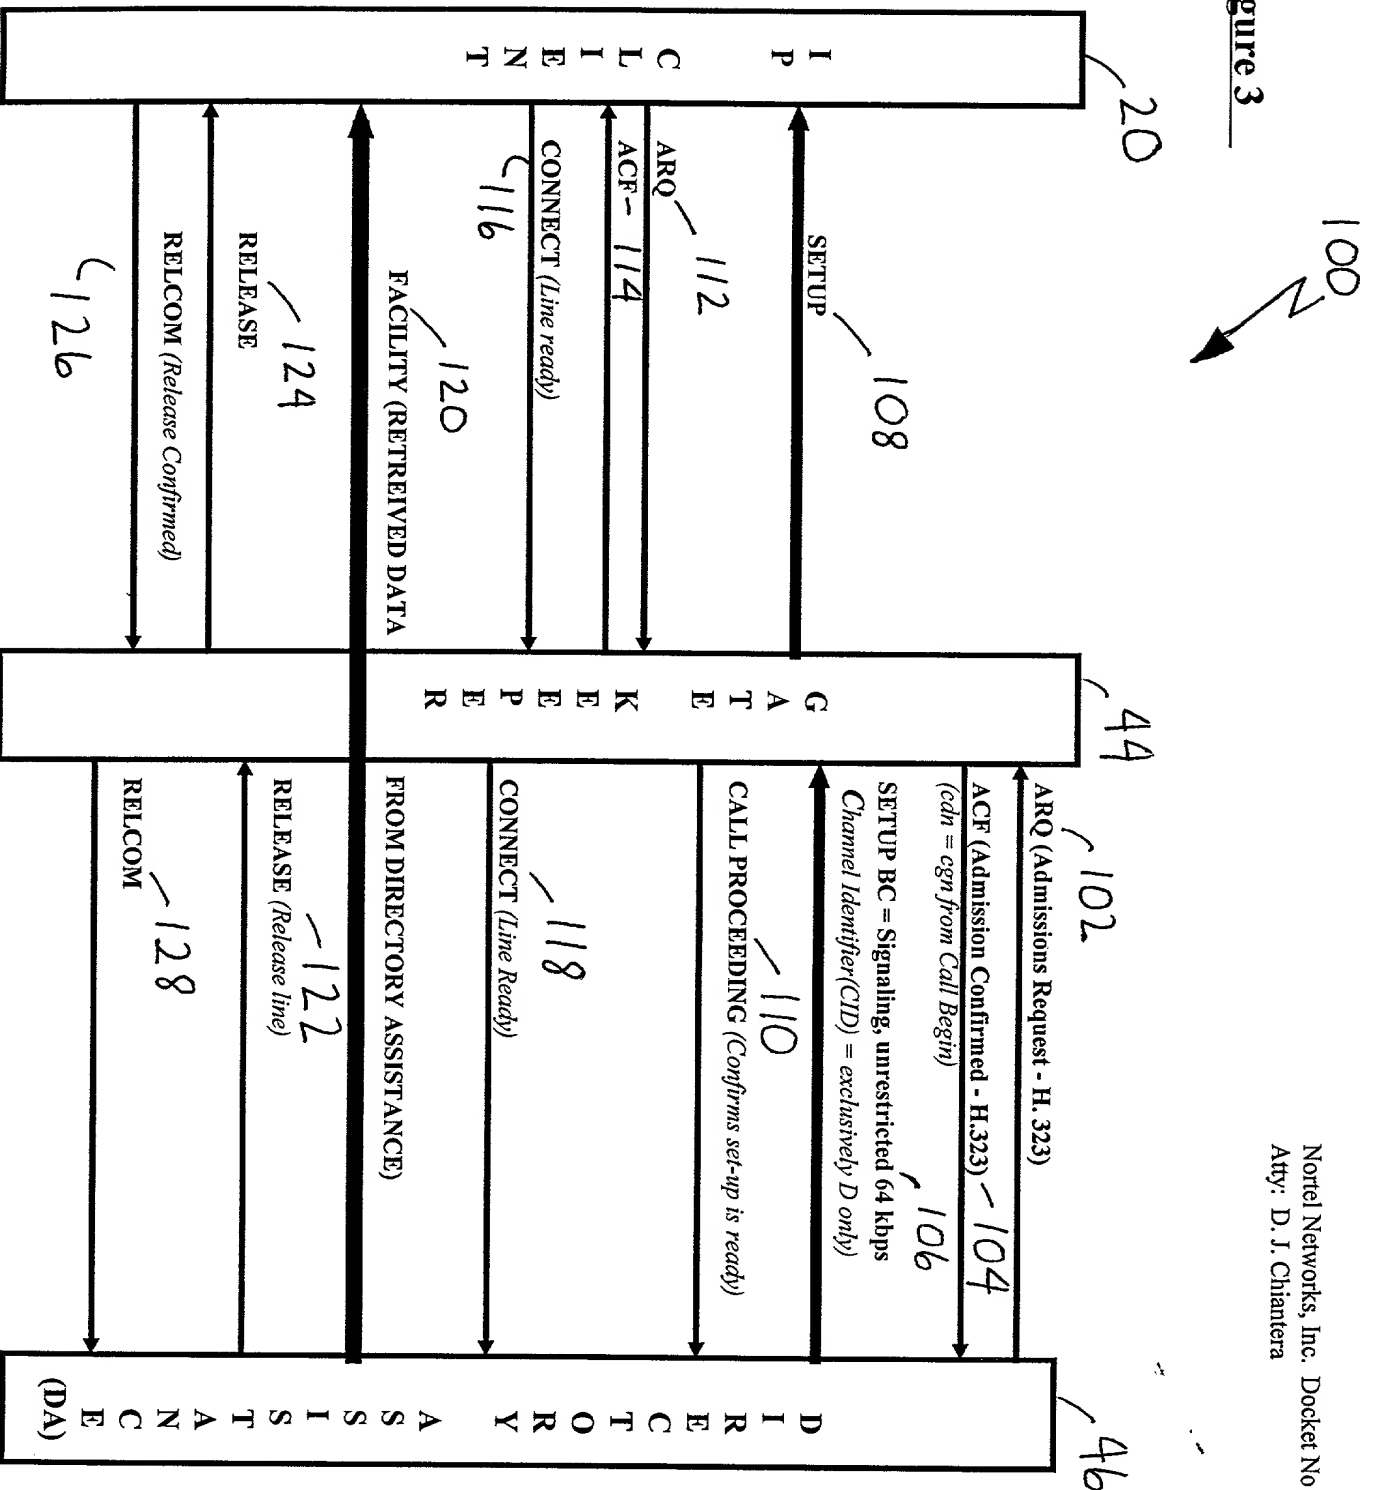 Nortel Networks, Inc. Docket No
Atty: D. J. Chiantera
gure 3
100
20
44
46
IP CLIENT
GATE KEEPER
DIRECTORY ASSISTANCE
(DA)
102
ARQ (Admissions Request - H. 323)
ACF (Admission Confirmed - H.323) 104
(cdn = cgn from Call Begin)
106
SETUP BC = Signaling, unrestricted 64 kbps
Channel Identifier(CID) = exclusively D only)
108
SETUP
110
CALL PROCEEDING (Confirms set-up is ready)
112
ARQ
ACF 114
CONNECT (Line ready)
116
118
CONNECT (Line Ready)
120
FACILITY (RETREIVED DATA FROM DIRECTORY ASSISTANCE)
122
RELEASE (Release line)
124
RELEASE
RELCOM (Release Confirmed)
126
128
RELCOM